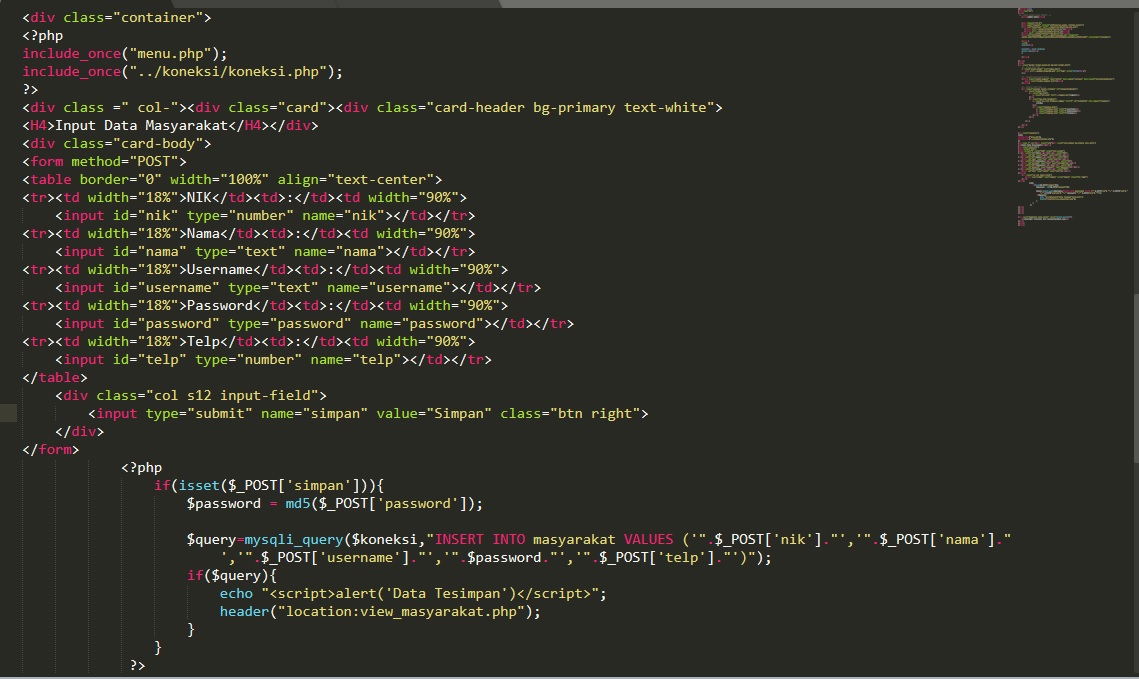 <div class="container">
<?php
include_once("menu.php");
include_once("../koneksi/koneksi.php");
?>
<div class =" col-"><div class="card"><div class="card-header bg-primary text-white">
<H4>Input Data Masyarakat</H4></div>
<div class="card-body">
<form method="POST">
<table border="0" width="100%" align="text-center">
<tr><td width="18%">NIK</td><td>:</td><td width="90%">
<input id="nik" type="number" name="nik"></td></tr>
<tr><td width="18%">Nama</td><td>:</td><td width="90%">
<input id="nama" type="text" name="nama"></td></tr>
<tr><td width="18%">Username</td><td>:</td><td width="90%">
<input id="username" type="text" name="username"></td></tr>
<tr><td width="18%">Password</td><td>:</td><td width="90%">
<input id="password" type="password" name="password"></td></tr>
<tr><td width="18%">Telp</td><td>:</td><td width="90%">
<input id="telp" type="number" name="telp"></td></tr>
</table>
<div class="col s12 input-field">
<input type="submit" name="simpan" value="Simpan" class="btn right">
</div>
</form>
<?php
if(isset($_POST['simpan'])){
$password = md5($_POST['password']);
$query=mysqli_query($koneksi,"INSERT INTO masyarakat VALUES ('".$_POST['nik']."','".$_POST['nama']."
','".$_POST['username']."','".$password."','".$_POST['telp']."')");
if($query){
echo "<script>alert('Data Tesimpan')</script>";
header("location:view_masyarakat.php");
}
}
?>